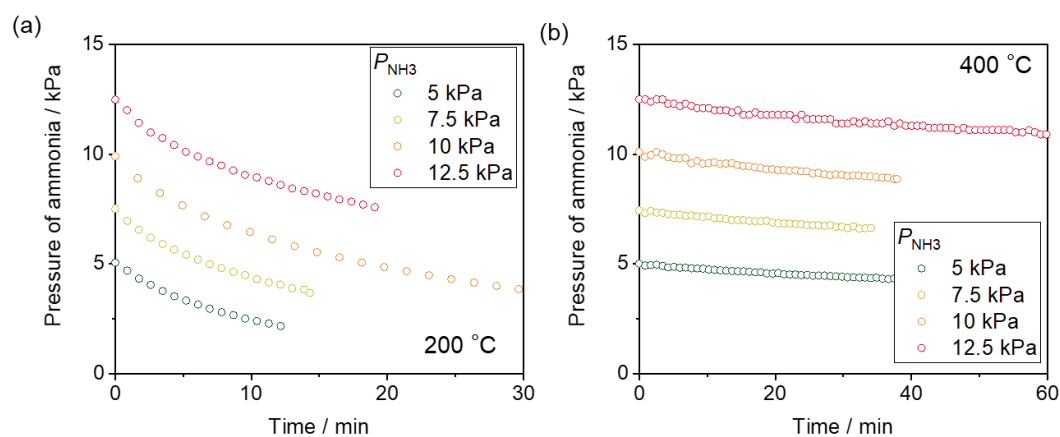 (a)
Pressure of ammonia / kPa
15
10
5
0
0
10
20
30
Time / min
P_NH3
5 kPa
7.5 kPa
10 kPa
12.5 kPa
200 °C
(b)
Pressure of ammonia / kPa
15
10
5
0
0
20
40
60
Time / min
400 °C
P_NH3
5 kPa
7.5 kPa
10 kPa
12.5 kPa